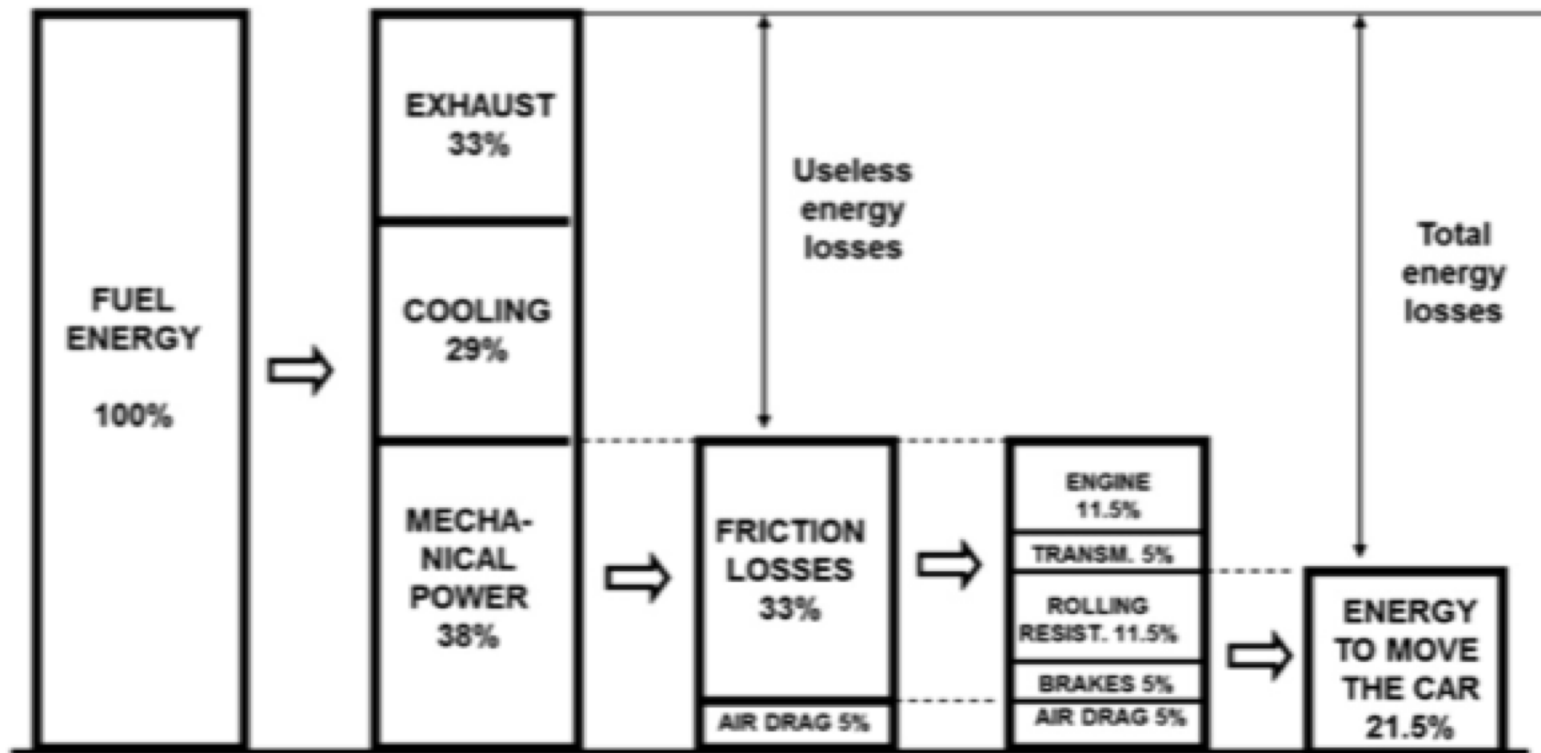 FUEL
ENERGY
100%
EXHAUST
33%
COOLING
29%
MECHA-
NICAL
POWER
38%
Useless
energy
losses
FRICTION
LOSSES
33%
AIR DRAG 5%
ENGINE
11.5%
TRANSM. 5%
ROLLING
RESIST. 11.5%
BRAKES 5%
AIR DRAG 5%
Total
energy
losses
ENERGY
TO MOVE
THE CAR
21.5%